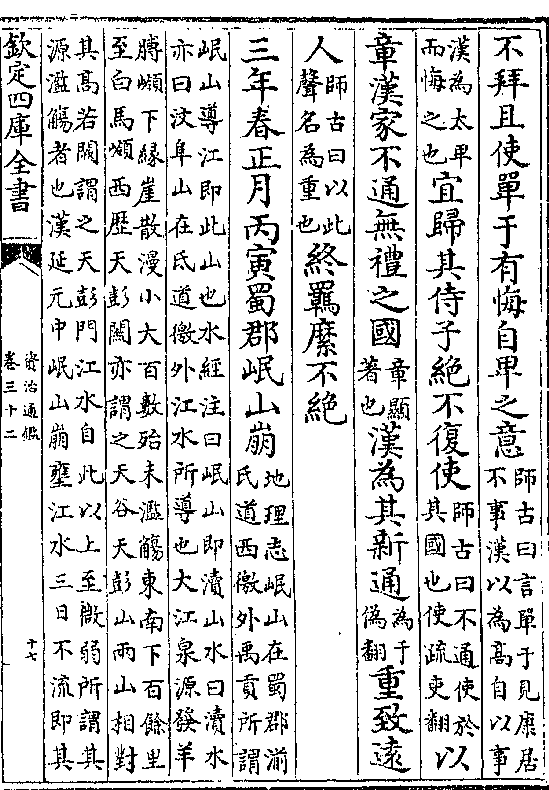 不拜且使單于有悔自卑之意師古曰言單于見康居不事漢以為高自以事
漢為太卑而悔之也宜歸其侍子絶不復使師古曰不通使於其國也使疏吏翻以
章漢家不通無禮之國章顯著也漢為其新通為于偽翻重致逺
人師古曰以此聲名為重也終羈縻不絶
三年春正月丙寅蜀郡岷山崩地理志岷山在蜀郡湔氐道西徼外禹貢所謂
岷山導江即此山也水經注曰岷山即瀆山水曰瀆水
亦曰汶阜山在氐道徼外江水所導也大江泉源發羊
膊嶺下縁崖散漫小大百數殆未濫觴東南下百餘里
至白馬嶺西歴天彭闕亦謂之天谷天彭山兩山相對
其髙若闕謂之天彭門江水自此以上至微弱所謂其
源濫觴者也漢延元中岷山崩壅江水三日不流即其
欽定四庫全書
資治通鑑
卷三十二
十七